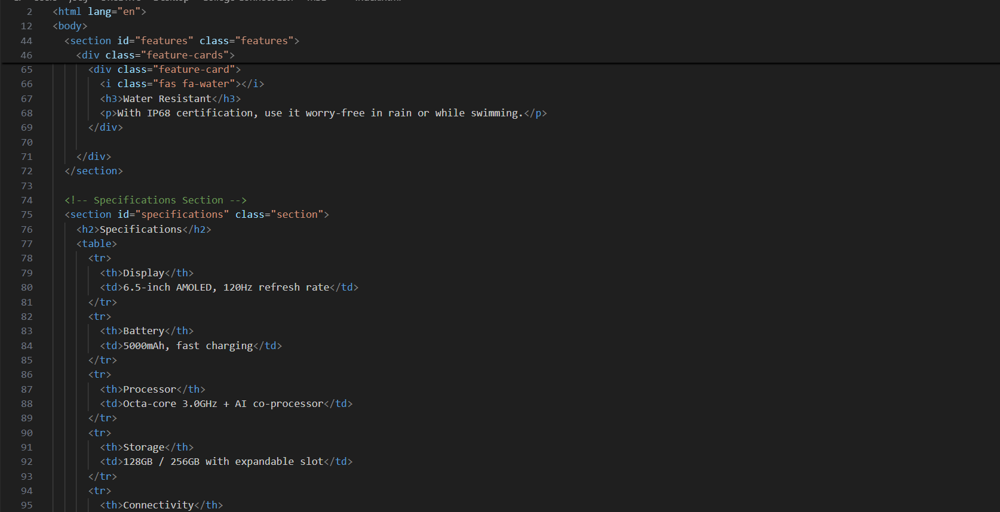 2 <html lang="en">
12 <body>
44 <section id="features" class="features">
46 <div class="feature-cards">
65 <div class="feature-card">
66 <i class="fas fa-water"></i>
67 <h3>Water Resistant</h3>
68 <p>With IP68 certification, use it worry-free in rain or while swimming.</p>
69 </div>
70
71 </div>
72 </section>
73
74 <!-- Specifications Section -->
75 <section id="specifications" class="section">
76 <h2>Specifications</h2>
77 <table>
78 <tr>
79 <th>Display</th>
80 <td>6.5-inch AMOLED, 120Hz refresh rate</td>
81 </tr>
82 <tr>
83 <th>Battery</th>
84 <td>5000mAh, fast charging</td>
85 </tr>
86 <tr>
87 <th>Processor</th>
88 <td>Octa-core 3.0GHz + AI co-processor</td>
89 </tr>
90 <tr>
91 <th>Storage</th>
92 <td>128GB / 256GB with expandable slot</td>
93 </tr>
94 <tr>
95 <th>Connectivity</th>